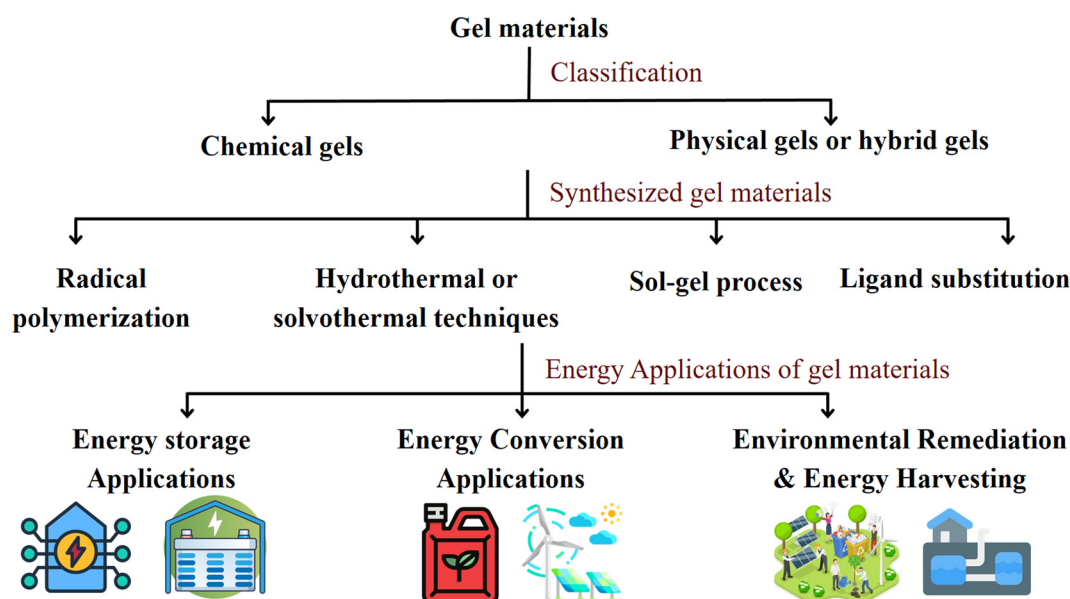 Gel materials
Classification
Chemical gels
Physical gels or hybrid gels
Synthesized gel materials
Radical
polymerization
Hydrothermal or
solvothermal techniques
Sol-gel process
Ligand substitution
Energy Applications of gel materials
Energy storage
Applications
Energy Conversion
Applications
Environmental Remediation
& Energy Harvesting